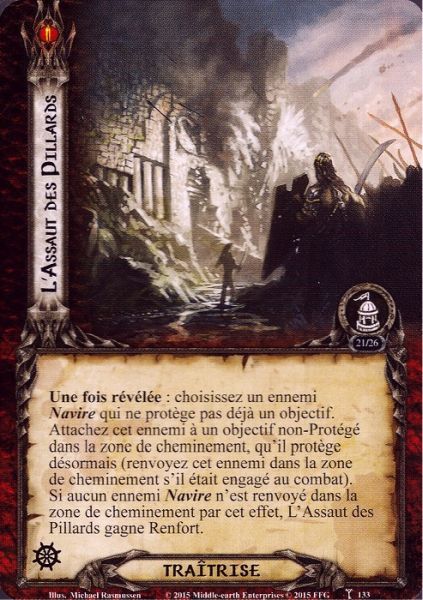 L'Assaut des Pillards
21/26
Une fois révélée : choisissez un ennemi
Navire qui ne protège pas déjà un objectif.
Attachez cet ennemi à un objectif non-Protégé
dans la zone de cheminement, qu'il protège
désormais (renvoyez cet ennemi dans la zone
de cheminement s'il était engagé au combat).
Si aucun ennemi Navire n'est renvoyé dans la
zone de cheminement par cet effet, L'Assaut des
Pillards gagne Renfort.
TRAÎTRISE
Illus. Michael Rasmussen © 2015 Middle-earth Enterprises © 2015 FFG 133